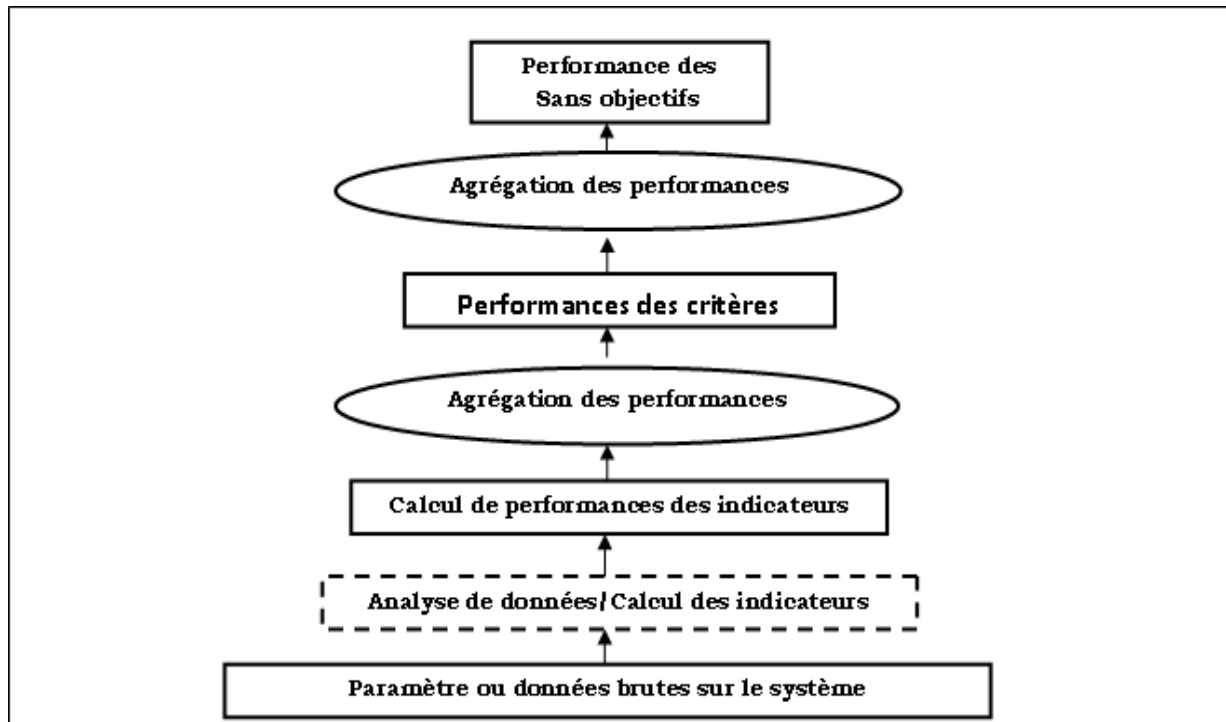 Performance des
Sans objectifs
Agrégation des performances
Performances des critères
Agrégation des performances
Calcul de performances des indicateurs
Analyse de données/ Calcul des indicateurs
Paramètre ou données brutes sur le système